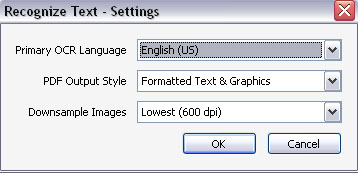 Recognize Text - Settings
Primary OCR Language English (US)
PDF Output Style Formatted Text & Graphics
Downsample Images Lowest (600 dpi)
OK Cancel